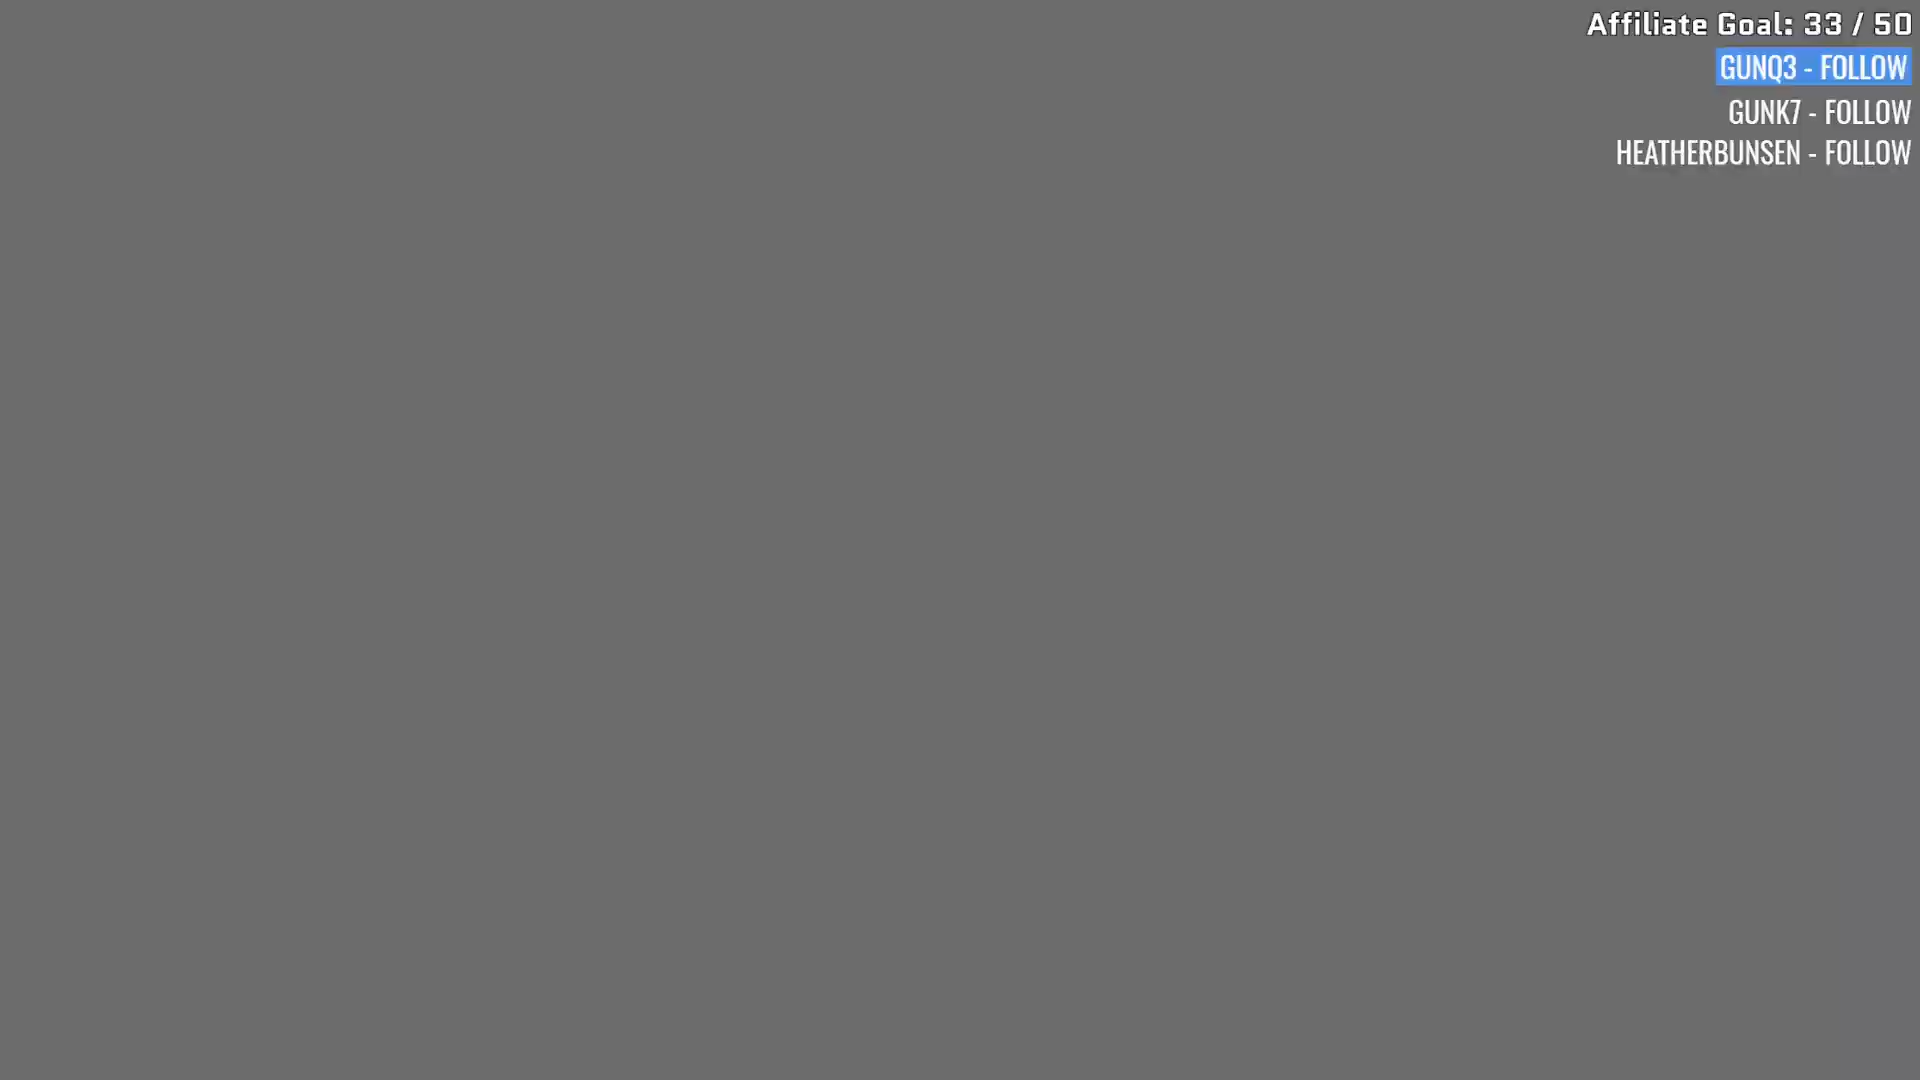 Affiliate Goal: 33 / 50
GUNQ3 - FOLLOW
GUNK7 - FOLLOW
HEATHERBUNSEN - FOLLOW